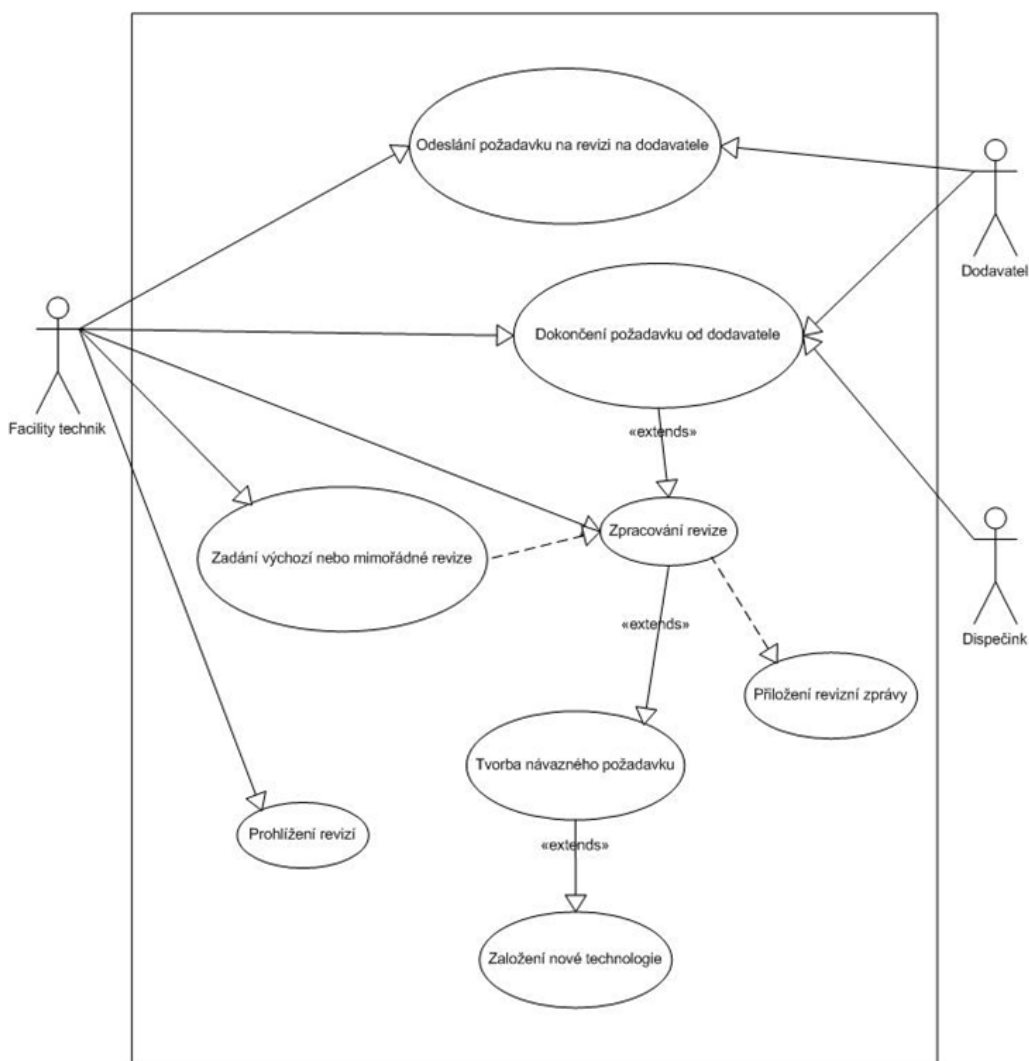 Odeslání požadavku na revizi na dodavatele
Dodavatel
Dokončení požadavku od dodavatele
Facility technik
«extends»
Zadání výchozí nebo mimořádné revize
Zpracování revize
«extends»
Dispečink
Přiložení revizní zprávy
Tvorba návazného požadavku
Prohlížení revizí
«extends»
Založení nové technologie